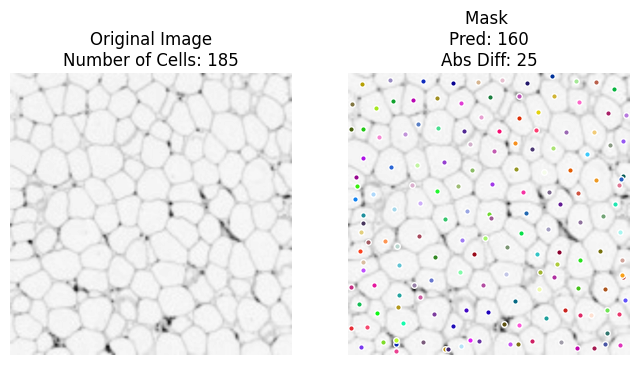 Original Image
Number of Cells: 185
Mask
Pred: 160
Abs Diff: 25